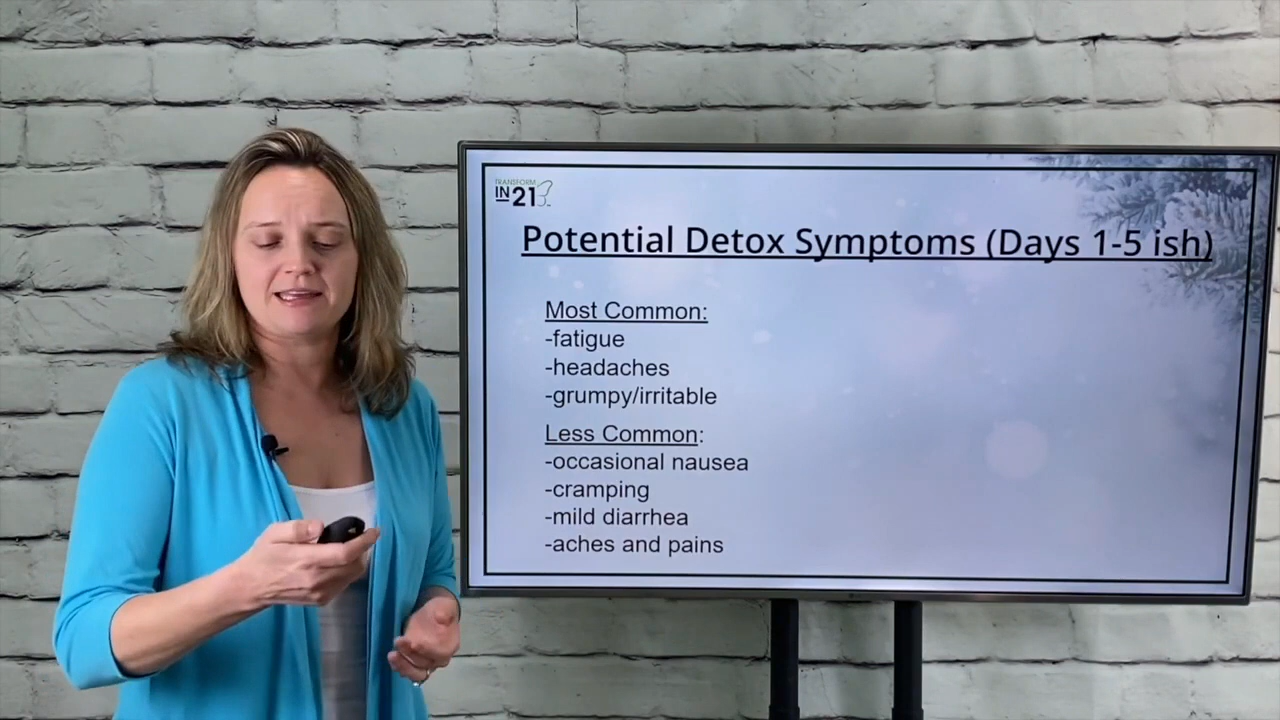 TRANSFORM
IN 21
Potential Detox Symptoms (Days 1-5 ish)
Most Common:
-fatigue
-headaches
-grumpy/irritable
Less Common:
-occasional nausea
-cramping
-mild diarrhea
-aches and pains